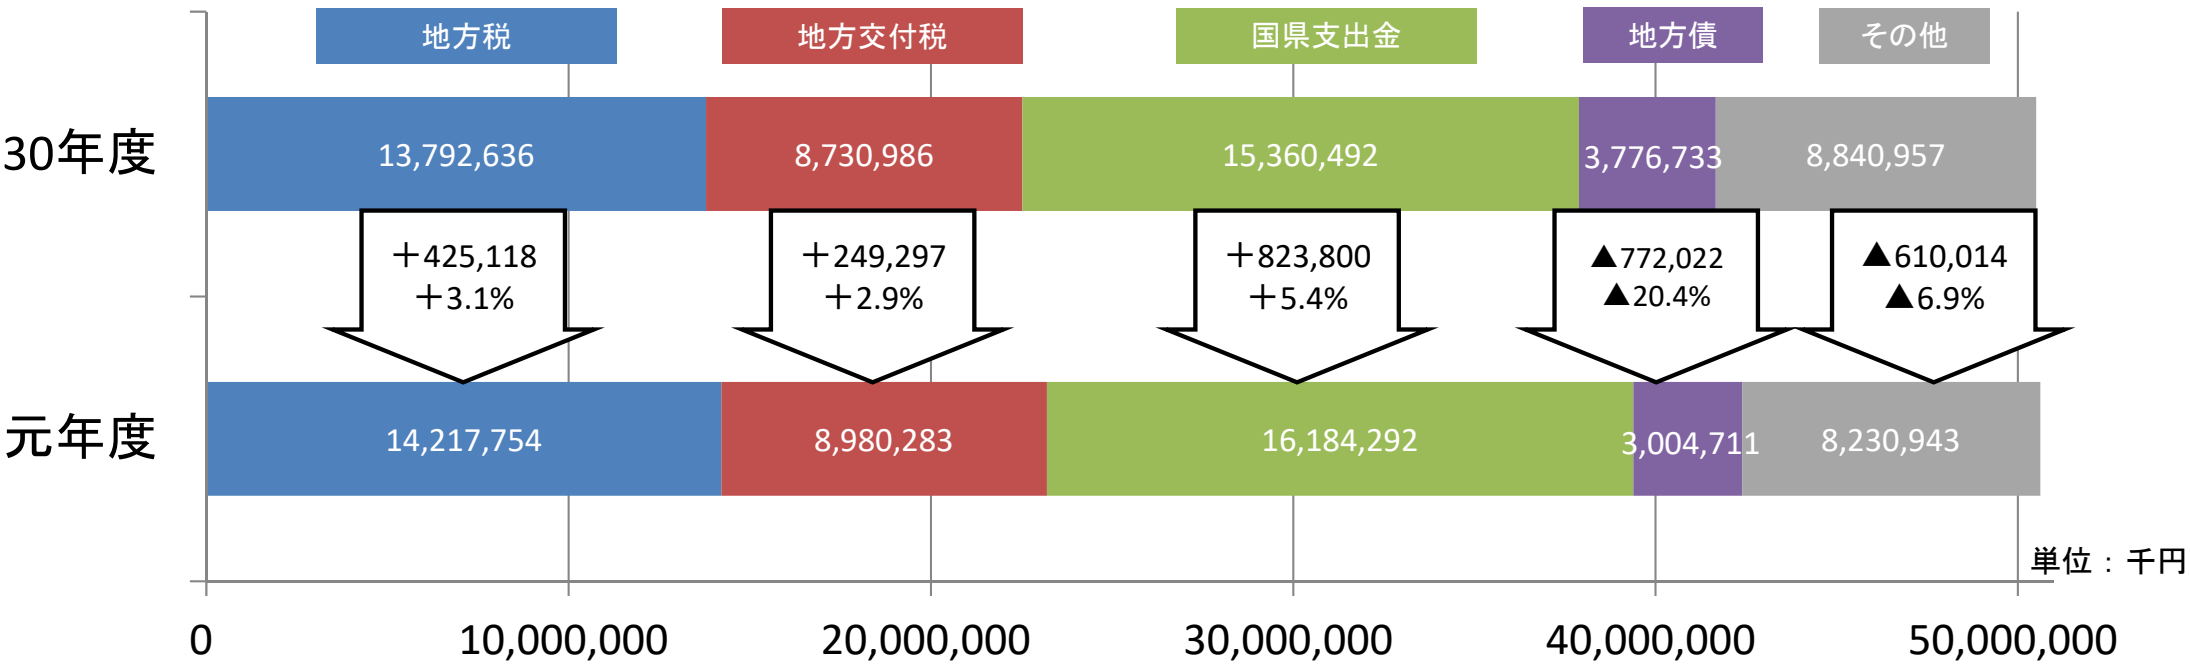 地方税 地方交付税 国県支出金 地方債 その他
30年度 13,792,636 8,730,986 15,360,492 3,776,733 8,840,957
＋425,118 ＋249,297 ＋823,800 ▲772,022 ▲610,014
＋3.1% ＋2.9% ＋5.4% ▲20.4% ▲6.9%
元年度 14,217,754 8,980,283 16,184,292 3,004,711 8,230,943
単位：千円
0 10,000,000 20,000,000 30,000,000 40,000,000 50,000,000